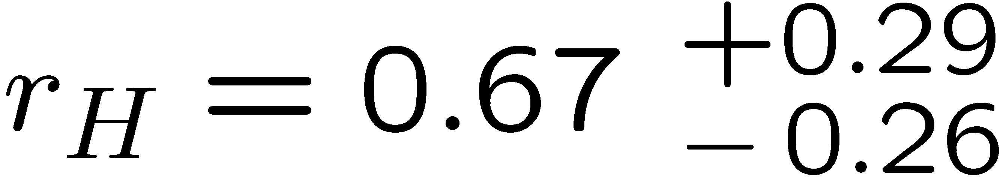 r_H = 0.67 ^{+0.29}_{-0.26}